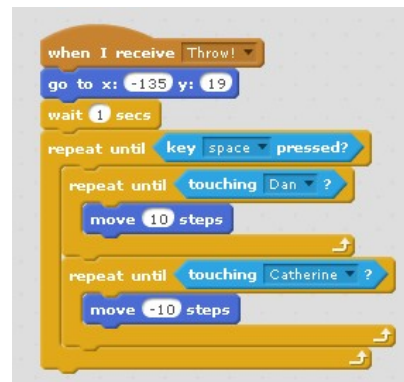 when I receive Throw!
go to x: -135 y: 19
wait 1 secs
repeat until key space pressed?
repeat until touching Dan ?
move 10 steps
repeat until touching Catherine ?
move -10 steps